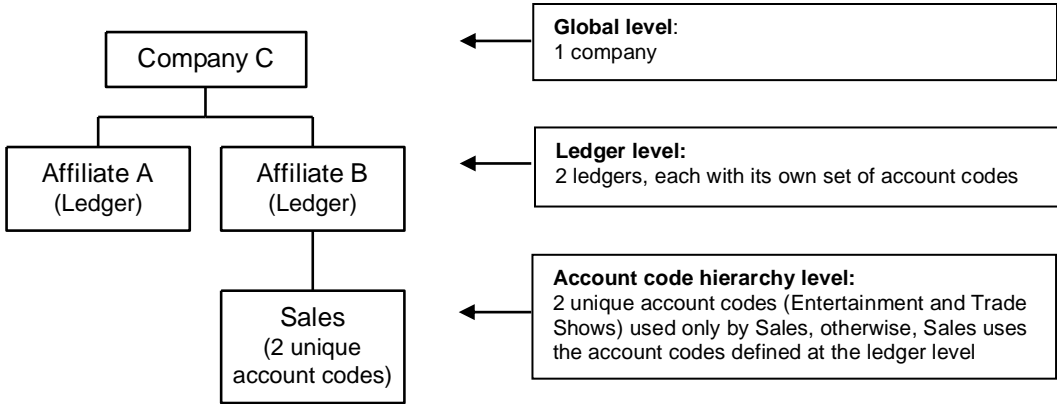 Company C
Global level:
1 company
Affiliate A
(Ledger)
Affiliate B
(Ledger)
Ledger level:
2 ledgers, each with its own set of account codes
Sales
(2 unique
account codes)
Account code hierarchy level:
2 unique account codes (Entertainment and Trade
Shows) used only by Sales, otherwise, Sales uses
the account codes defined at the ledger level